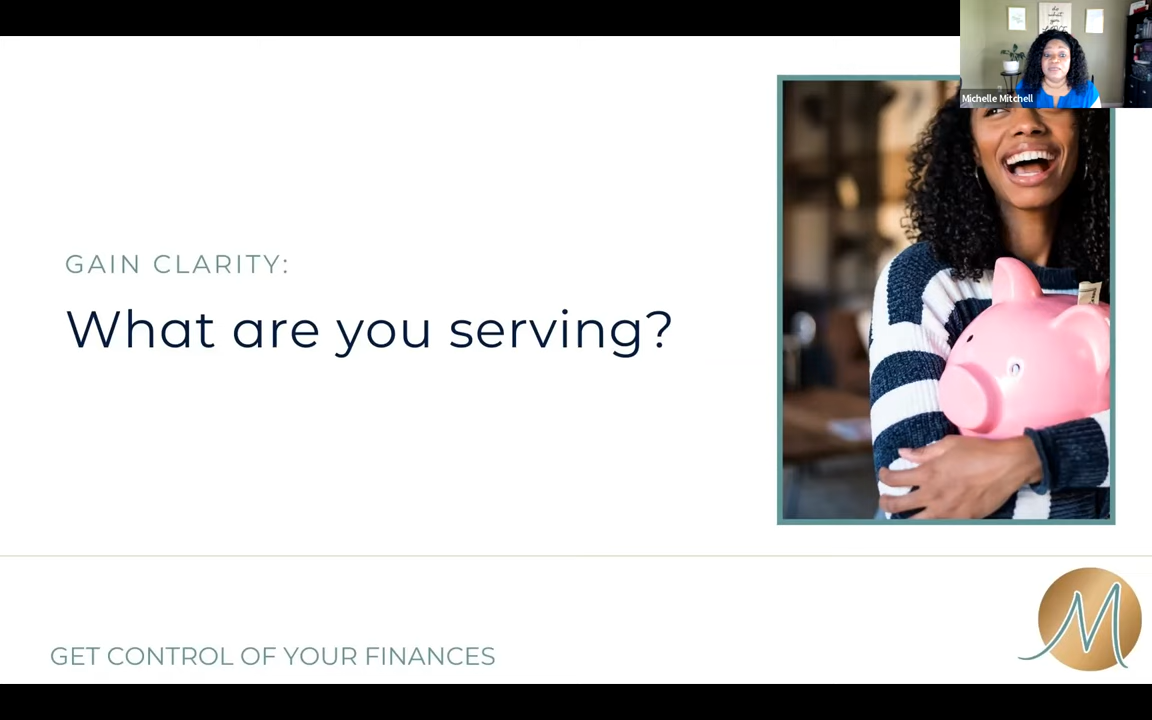 Michelle Mitchell
GAIN CLARITY:
What are you serving?
M
GET CONTROL OF YOUR FINANCES